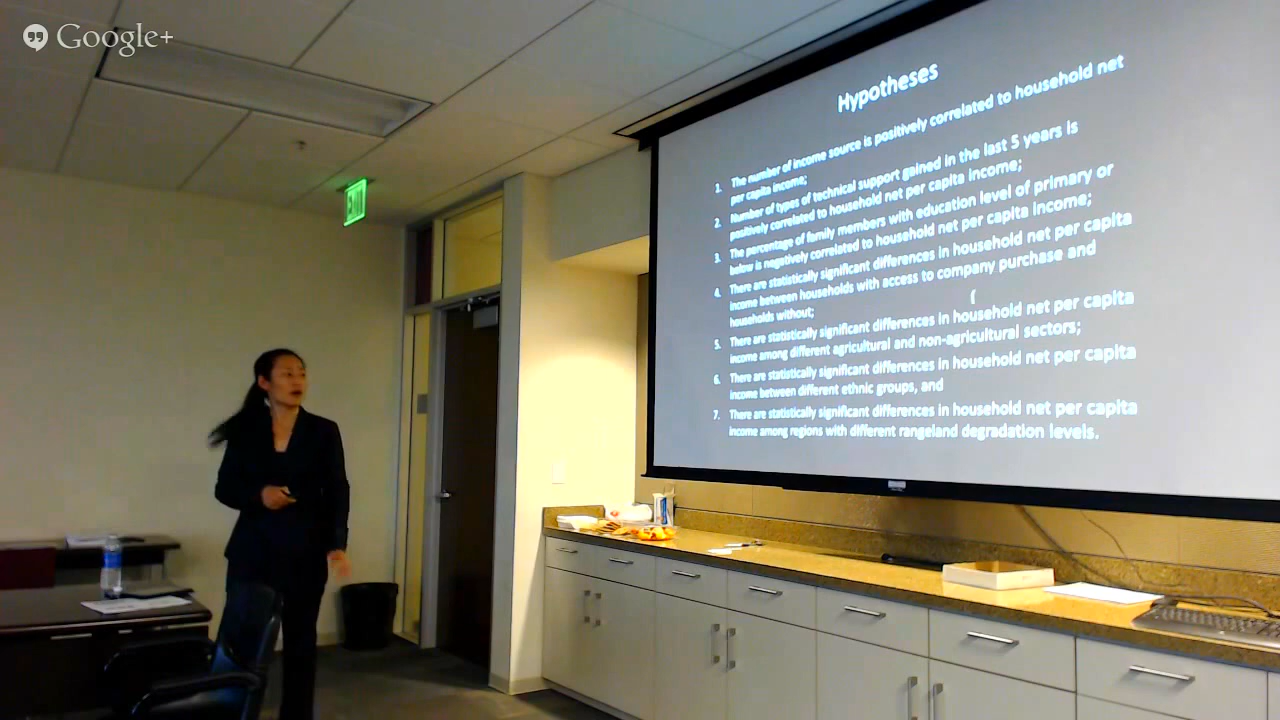 Google+
EXIT
Hypotheses
1. The number of income source is positively correlated to household net
per capita income;
2. Number of types of technical support gained in the last 5 years is
positively correlated to household net per capita income;
3. The percentage of family members with education level of primary or
below is negatively correlated to household net per capita income;
4. There are statistically significant differences in household net per capita
income between households with access to company purchase and
households without;
5. There are statistically significant differences in household net per capita
income among different agricultural and non-agricultural sectors;
6. There are statistically significant differences in household net per capita
income between different ethnic groups, and
7. There are statistically significant differences in household net per capita
income among regions with different rangeland degradation levels.